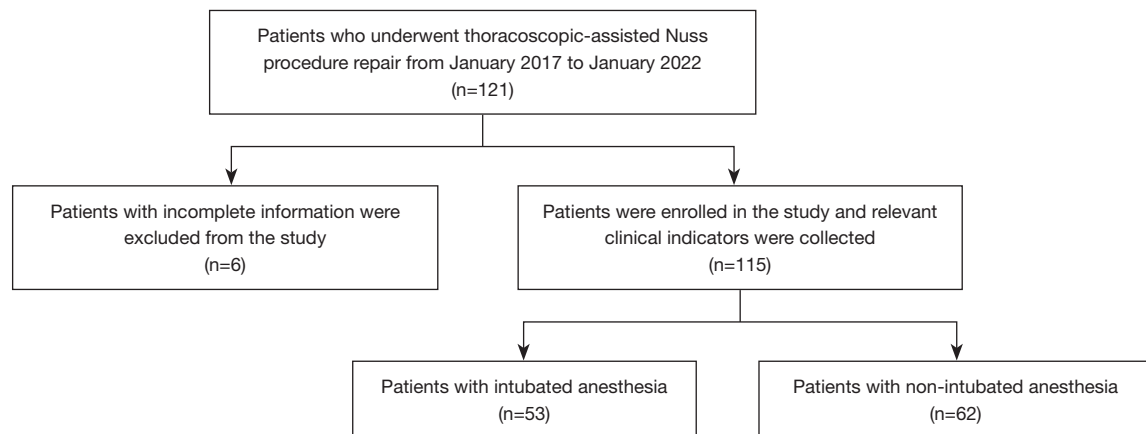 Patients who underwent thoracoscopic-assisted Nuss
procedure repair from January 2017 to January 2022
(n=121)
Patients with incomplete information were
excluded from the study
(n=6)
Patients were enrolled in the study and relevant
clinical indicators were collected
(n=115)
Patients with intubated anesthesia
(n=53)
Patients with non-intubated anesthesia
(n=62)